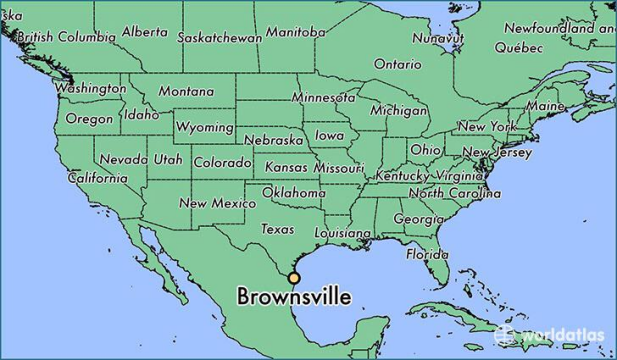 ska
British Columbia
Alberta
Saskatchewan
Manitoba
Nunavut
Newfoundland and
Québec
Ontario
Washington
Montana
Minnesota
Michigan
Maine
Oregon
Idaho
Wyoming
Iowa
New York
Nebraska
Ohio
New Jersey
Nevada
Utah
Colorado
Kansas
Missouri
Kentucky
Virginia
California
Oklahoma
North Carolina
New Mexico
Texas
Louisiana
Georgia
Florida
Brownsville
worldatlas